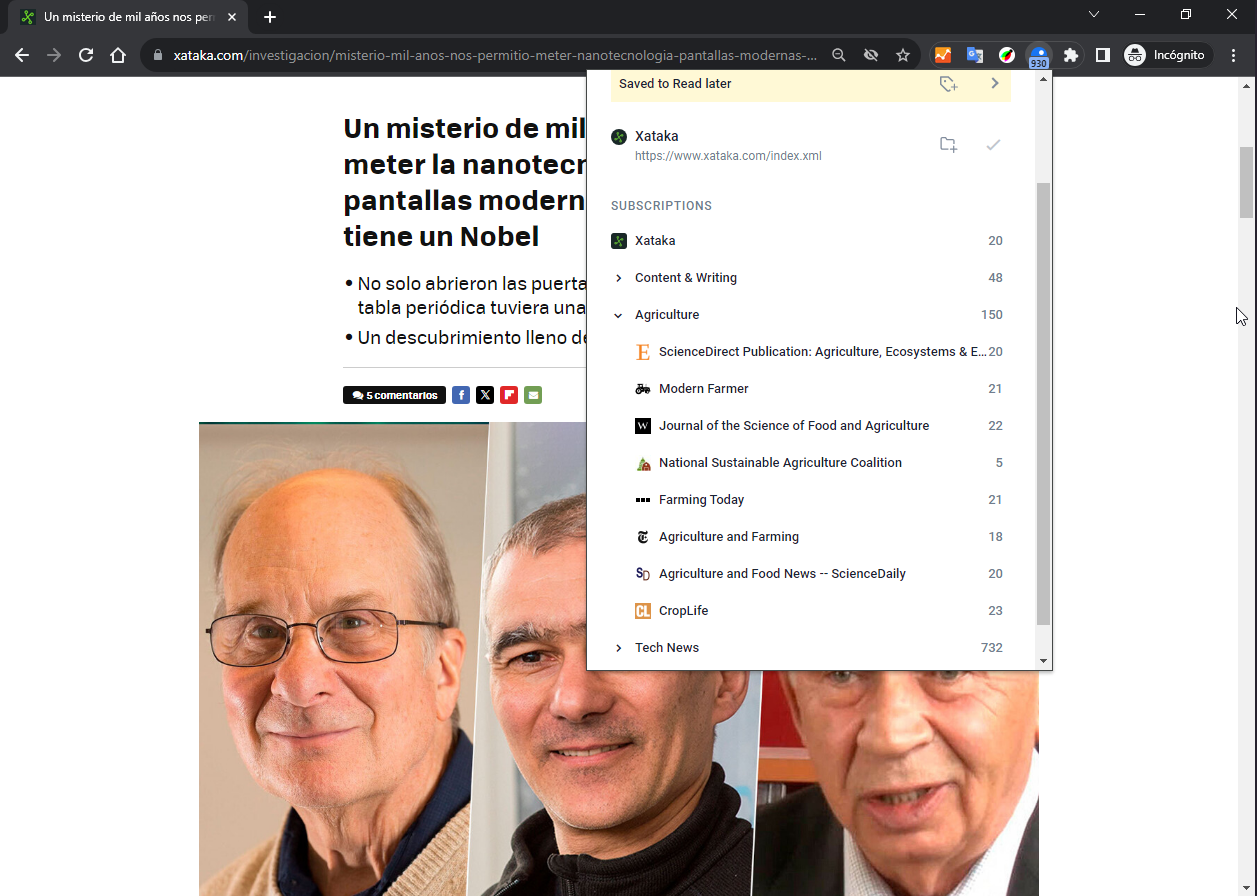 Un misterio de mil años nos perm
xataka.com/investigacion/misterio-mil-anos-nos-permitio-meter-nanotecnologia-pantallas-modernas-...
930
Incógnito
Un misterio de mil
meter la nanotecn
pantallas modern
tiene un Nobel
• No solo abrieron las puerta
tabla periódica tuviera una
• Un descubrimiento lleno de
5 comentarios
Saved to Read later
Xataka
https://www.xataka.com/index.xml
SUBSCRIPTIONS
Xataka 20
Content & Writing 48
Agriculture 150
E ScienceDirect Publication: Agriculture, Ecosystems & E... 20
Modern Farmer 21
W Journal of the Science of Food and Agriculture 22
National Sustainable Agriculture Coalition 5
Farming Today 21
Agriculture and Farming 18
SD Agriculture and Food News -- ScienceDaily 20
CL CropLife 23
Tech News 732